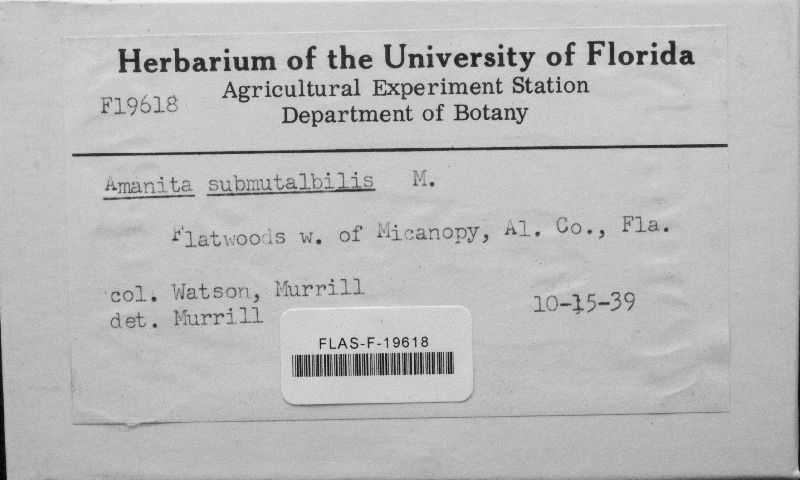 Herbarium of the University of Florida
Agricultural Experiment Station
F19618
Department of Botany
Amanita submutalbilis M.
Flatwoods w. of Micanopy, Al. Co., Fla.
col. Watson, Murrill
10-15-39
det. Murrill
FLAS-F-19618